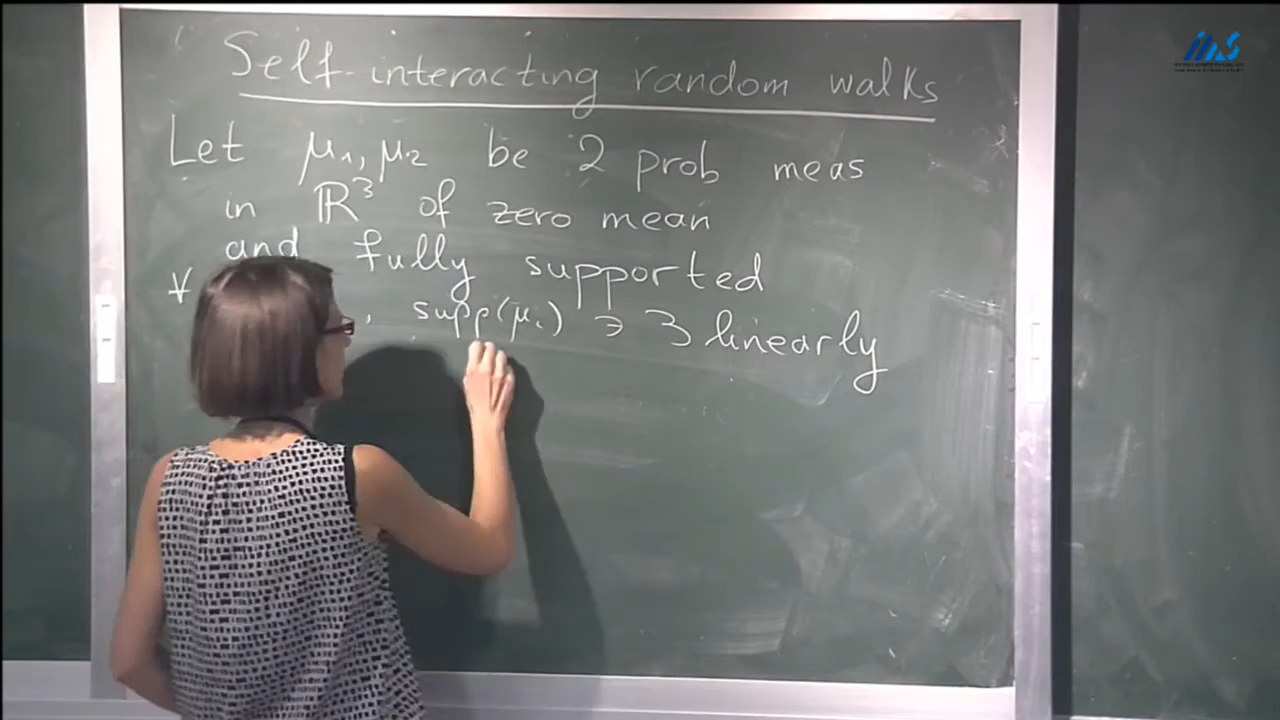 Self-interacting random walks
Let μ₁, μ₂ be 2 prob meas
in ℝ³ of zero mean
and fully supported
∀ , supp(μᵢ) ∋ 3 linearly